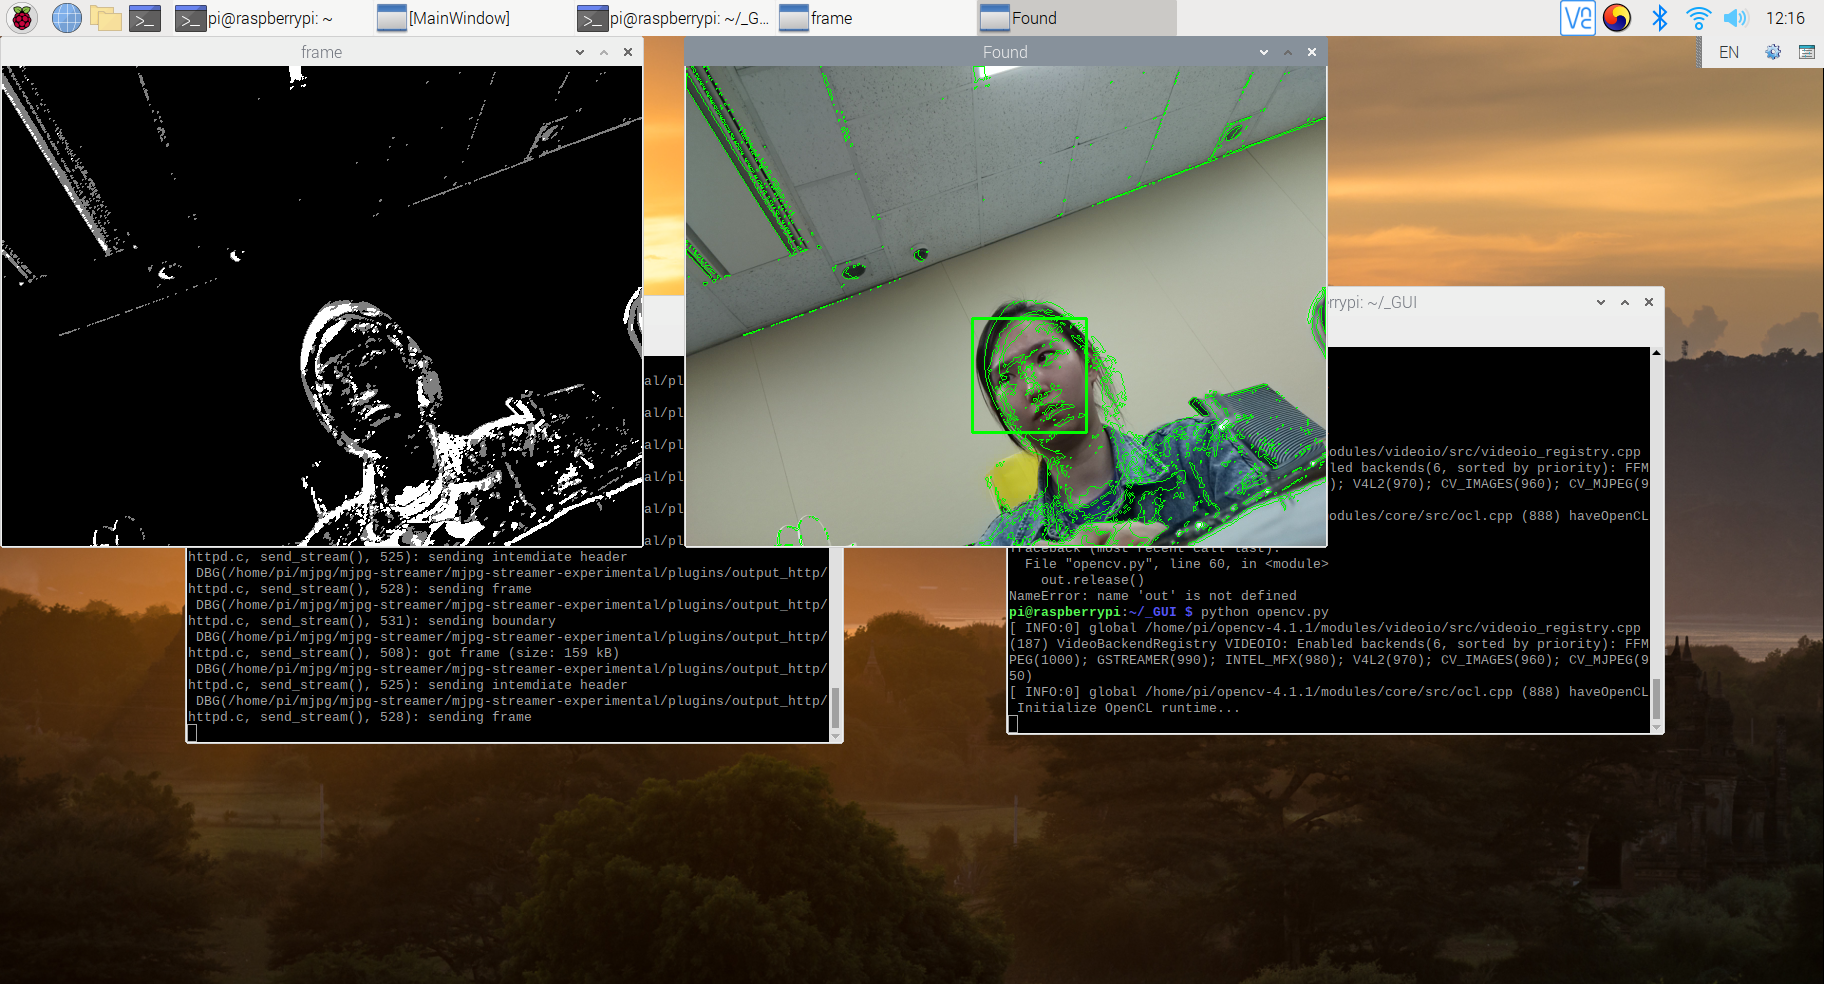 pi@raspberrypi: ~
[MainWindow]
pi@raspberrypi: ~/_G...
frame
Found
12:16
frame
Found
EN
rrypi: ~/_GUI
al/pl
al/pl
al/pl
al/pl
al/pl
al/pl
httpd.c, send_stream(), 525): sending intemdiate header
DBG(/home/pi/mjpg/mjpg-streamer/mjpg-streamer-experimental/plugins/output_http/
httpd.c, send_stream(), 528): sending frame
DBG(/home/pi/mjpg/mjpg-streamer/mjpg-streamer-experimental/plugins/output_http/
httpd.c, send_stream(), 531): sending boundary
DBG(/home/pi/mjpg/mjpg-streamer/mjpg-streamer-experimental/plugins/output_http/
httpd.c, send_stream(), 508): got frame (size: 159 kB)
DBG(/home/pi/mjpg/mjpg-streamer/mjpg-streamer-experimental/plugins/output_http/
httpd.c, send_stream(), 525): sending intemdiate header
DBG(/home/pi/mjpg/mjpg-streamer/mjpg-streamer-experimental/plugins/output_http/
httpd.c, send_stream(), 528): sending frame
odules/videoio/src/videoio_registry.cpp
led backends(6, sorted by priority): FFM
); V4L2(970); CV_IMAGES(960); CV_MJPEG(9
odules/core/src/ocl.cpp (888) haveOpenCL
Traceback (most recent call last):
File "opencv.py", line 60, in <module>
out.release()
NameError: name 'out' is not defined
pi@raspberrypi:~/_GUI $ python opencv.py
[ INFO:0] global /home/pi/opencv-4.1.1/modules/videoio/src/videoio_registry.cpp
(187) VideoBackendRegistry VIDEOIO: Enabled backends(6, sorted by priority): FFM
PEG(1000); GSTREAMER(990); INTEL_MFX(980); V4L2(970); CV_IMAGES(960); CV_MJPEG(9
50)
[ INFO:0] global /home/pi/opencv-4.1.1/modules/core/src/ocl.cpp (888) haveOpenCL
Initialize OpenCL runtime...